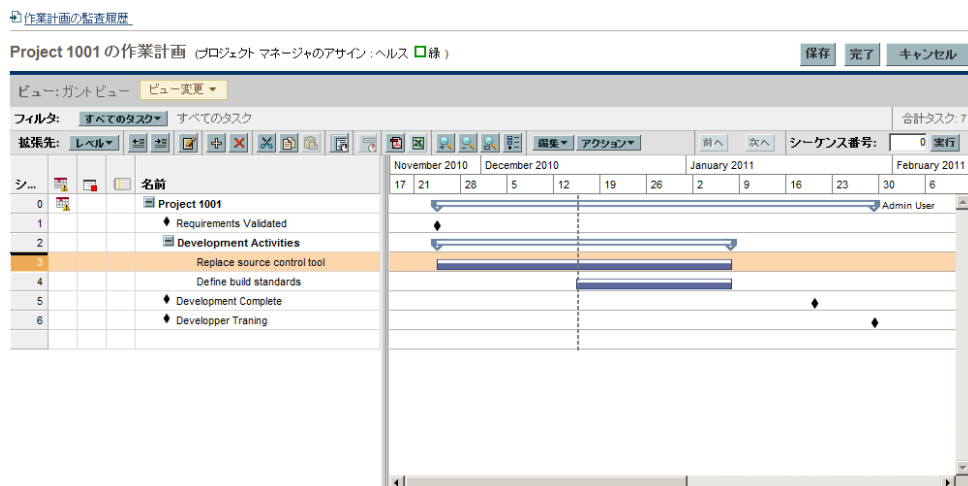 作業計画の監査履歴
Project 1001 の作業計画 (プロジェクト マネージャのアサイン : ヘルス 緑 )
保存 完了 キャンセル
ビュー: ガント ビュー ビュー変更
フィルタ: すべてのタスク すべてのタスク 合計タスク: 7
拡張先: レベル 編集 アクション 前へ 次へ シーケンス番号: 0 実行
November 2010 December 2010 January 2011 February 2011
シ... 名前 17 21 28 5 12 19 26 2 9 16 23 30 6
0 Project 1001 Admin User
1 Requirements Validated
2 Development Activities
3 Replace source control tool
4 Define build standards
5 Development Complete
6 Developper Traning